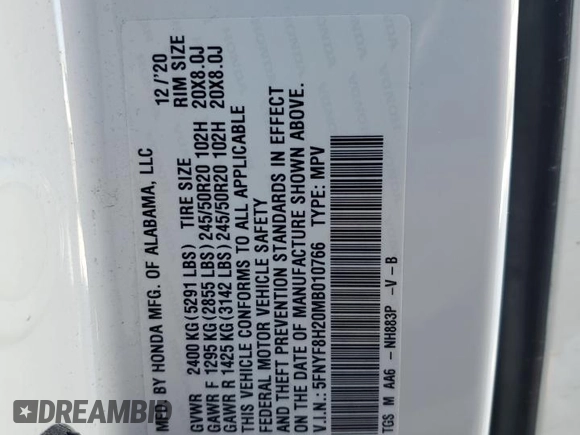 MFD BY HONDA MFG. OF ALABAMA, LLC 12/'20
TIRE SIZE RIM SIZE
GVWR 2400 KG(5291 LBS)
GAWR F 1295 KG(2855 LBS)245/50R20 102H 20X8.0J
GAWR R 1425 KG(3142 LBS)245/50R20 102H 20X8.0J
THIS VEHICLE CONFORMS TO ALL APPLICABLE
FEDERAL MOTOR VEHICLE SAFETY
AND THEFT PREVENTION STANDARDS IN EFFECT
ON THE DATE OF MANUFACTURE SHOWN ABOVE.
V.I.N.: 5FNYF8H20MB010766 TYPE: MPV
TGS M AA6 -NH883P -V -B
DREAMBID
FIND. BID. DRIVE.